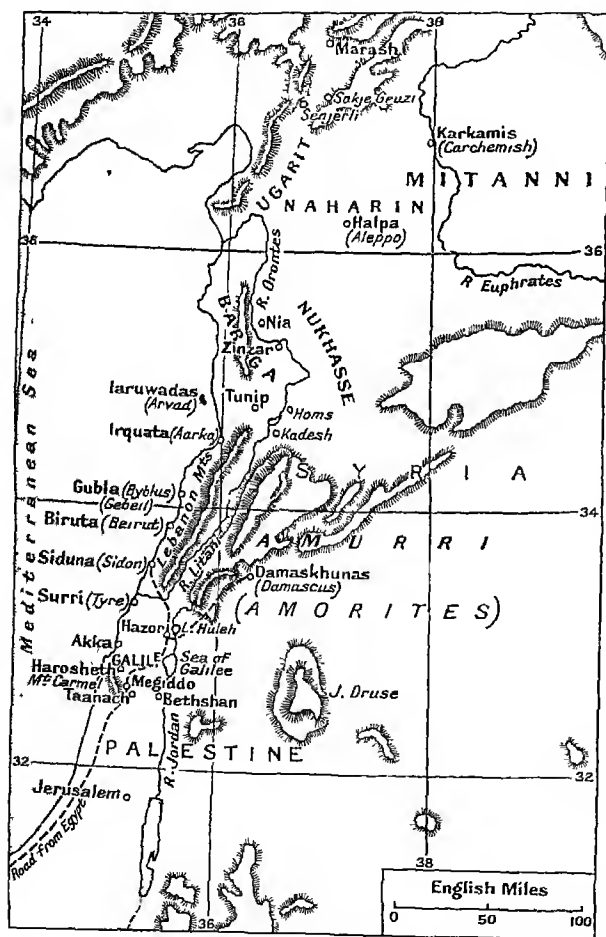 34
36
38
Marash
Sakje Geuzi
Senjerli
Karkamis
(Carchemish)
UGARIT
MITANNI
NAHARIN
Halpa
(Aleppo)
36
36
R. Orontes
R Euphrates
BARGA
Nia
NUKHASSE
Zinzar
Iaruwadas
(Arvad)
Tunip
Homs
Irquata (Aarka)
Kadesh
Mediterranean Sea
SYRIA
Gubla (Byblus)
(Gebeil)
Lebanon Mts
34
Biruta (Beirut)
AMURRI
R. Litani
Siduna (Sidon)
Damaskhunas
(Damascus)
Surri (Tyre)
(AMORITES)
Hazor
L. Huleh
Akka
GALILE
Sea of
Galilee
Harosheth
Mt Carmel
Megiddo
J. Druse
Taanach
Bethshan
PALESTINE
R. Jordan
32
32
Jerusalem
Road from Egypt
38
36
English Miles
0 50 100